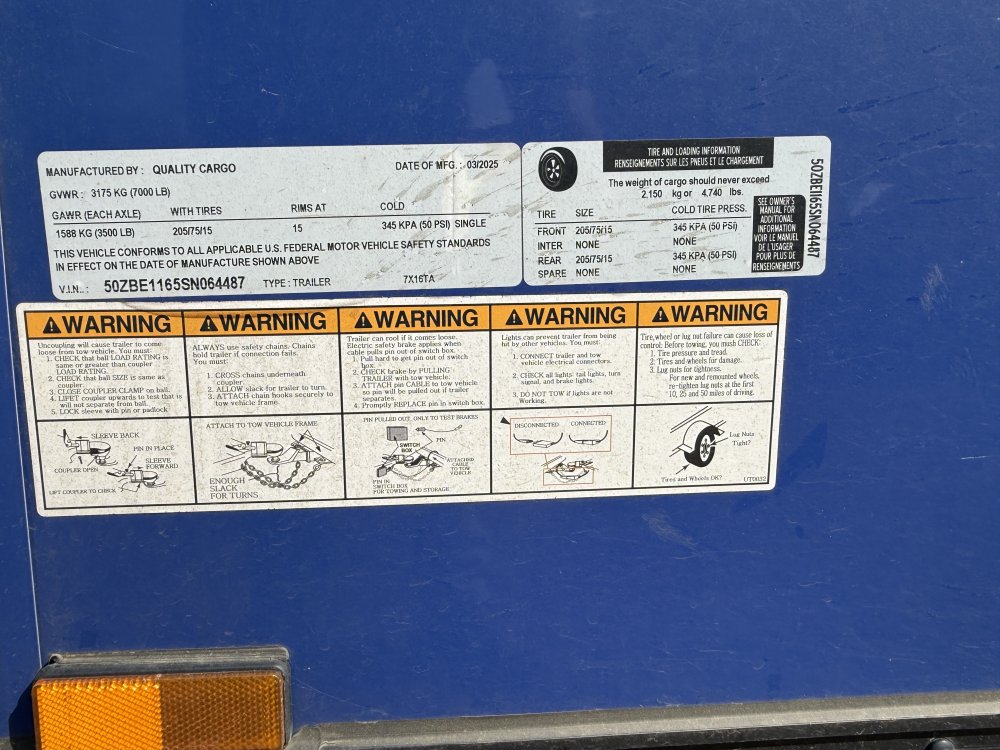 MANUFACTURED BY : QUALITY CARGO DATE OF MFG. : 03/2025
GVWR : 3175 KG (7000 LB)
GAWR (EACH AXLE) WITH TIRES RIMS AT COLD
1588 KG (3500 LB) 205/75/15 15 345 KPA (50 PSI) SINGLE
THIS VEHICLE CONFORMS TO ALL APPLICABLE U.S. FEDERAL MOTOR VEHICLE SAFETY STANDARDS
IN EFFECT ON THE DATE OF MANUFACTURE SHOWN ABOVE
V.I.N.. : 50ZBE1165SN064487 TYPE : TRAILER 7X16TA
TIRE AND LOADING INFORMATION
RENSEIGNEMENTS SUR LES PNEUS ET LE CHARGEMENT
The weight of cargo should never exceed
2.150 kg or 4.740 lbs.
TIRE SIZE COLD TIRE PRESS.
FRONT 205/75/15 345 KPA (50 PSI)
INTER NONE NONE
REAR 205/75/15 345 KPA (50 PSI)
SPARE NONE NONE
SEE OWNER'S
MANUAL FOR
ADDITIONAL
INFORMATION
VOIR LE MANUEL
DE L'USAGER
POUR PLUS DE
RENSEIGNEMENTS
50ZBE1165SN064487
WARNING
Uncoupling will cause trailer to come
loose from tow vehicle. You must:
1. CHECK that ball LOAD RATING is
same or greater than coupler
LOAD RATING.
2. CHECK that ball SIZE is same as
coupler.
3. CLOSE COUPLER CLAMP on ball.
4. LIFET coupler upwards to test that is
will not separate from ball.
5. LOCK sleeve with pin or padlock
SLEEVE BACK
PIN IN PLACE
SLEEVE
FORWARD
COUPLER OPEN
LIFT COUPLER TO CHECK
WARNING
ALWAYS use safety chains. Chains
hold trailer if connection fails.
You must:
1. CROSS chains underneath
coupler.
2. ALLOW slack for trailer to turn.
3. ATTACH chain hooks securely to
tow vehicle frame.
ATTACH TO TOW VEHICLE FRAME
ENOUGH
SLACK
FOR TURNS
WARNING
Trailer can rool if it comes loose.
Electric safety brake applies when
cable pulls pin out of switch box.
1. Pull hard to get pin out of switch
box.
2. CHECK brake by PULLING
TRAILER with tow vehicle.
3. ATTACH pin CABLE to tow vehicle
so pin will be pulled out if trailer
separates.
4. Promptly REPLACE pin in switch box.
PIN PULLED OUT, ONLY TO TEST BRAKES
PIN
SWITCH
BOX
ATTACHED
CABLE
TO TOW
VEHICLE
PIN IN
SWITCH BOX
FOR TOWING AND STORAGE
WARNING
Lights can prevent trailer from being
hit by other vehicles. You must:
1. CONNECT trailer and tow
vehicle electrical connectors.
2. CHECK all lights: tail lights, turn
signal, and brake lights.
3. DO NOT TOW if lights are not
Working.
DISCONNECTED CONNECTED
WARNING
Tire,wheel or lug nut failure can cause loss of
control: Before towing, you mush CHECK:
1. Tire pressure and tread.
2. Tires and wheels for damage.
3. Lug nuts for tightness.
For new and remounted wheels,
re-tighten lug nuts at the first
10, 25 and 50 miles of driving.
Lug Nuts
Tight?
Tires and Wheels OK?
UT0032